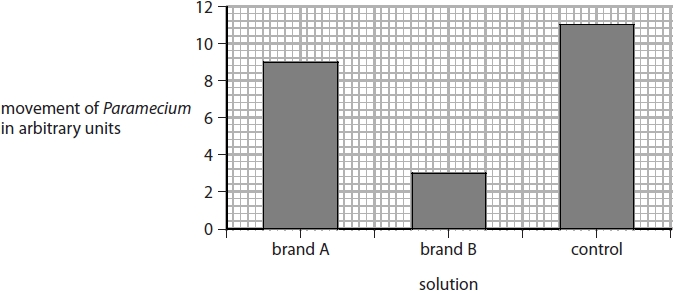 12
10
8
6
4
2
0
movement of Paramecium
in arbitrary units
brand A
brand B
control
solution